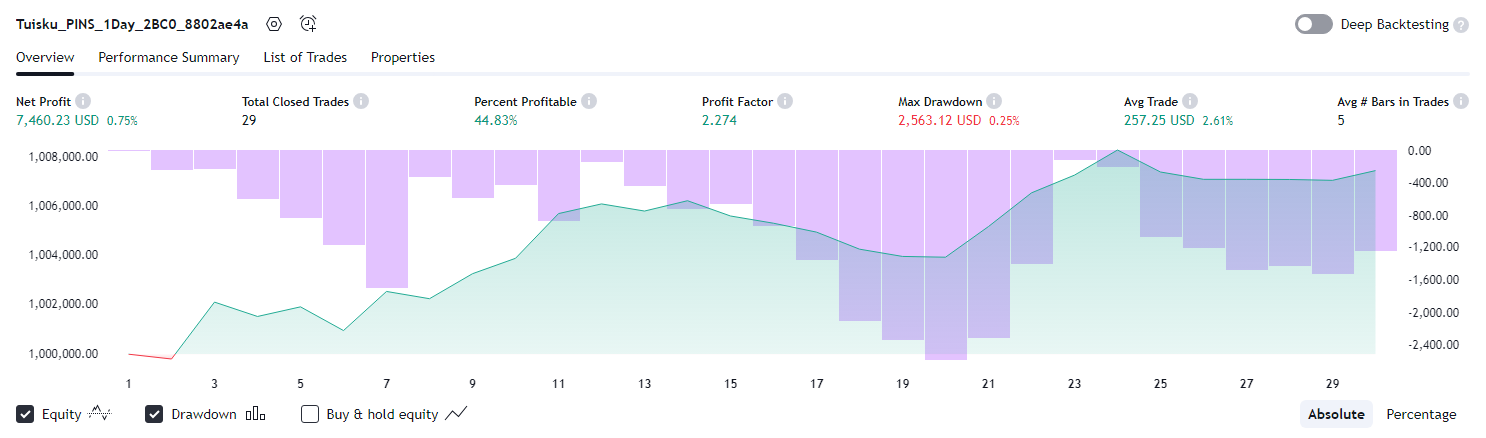 Tuisku_PINS_1Day_2BC0_8802ae4a Deep Backtesting ?
Overview Performance Summary List of Trades Properties
Net Profit i Total Closed Trades i Percent Profitable i Profit Factor i Max Drawdown i Avg Trade i Avg # Bars in Trades i
7,460.23 USD 0.75% 29 44.83% 2.274 2,563.12 USD 0.25% 257.25 USD 2.61% 5
1,008,000.00 0.00
-400.00
1,006,000.00 -800.00
1,004,000.00 -1,200.00
-1,600.00
1,002,000.00 -2,000.00
1,000,000.00 -2,400.00
1 3 5 7 9 11 13 15 17 19 21 23 25 27 29
Equity Drawdown Buy & hold equity Absolute Percentage